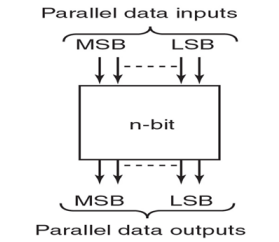 Parallel data inputs
MSB LSB
n-bit
MSB LSB
Parallel data outputs